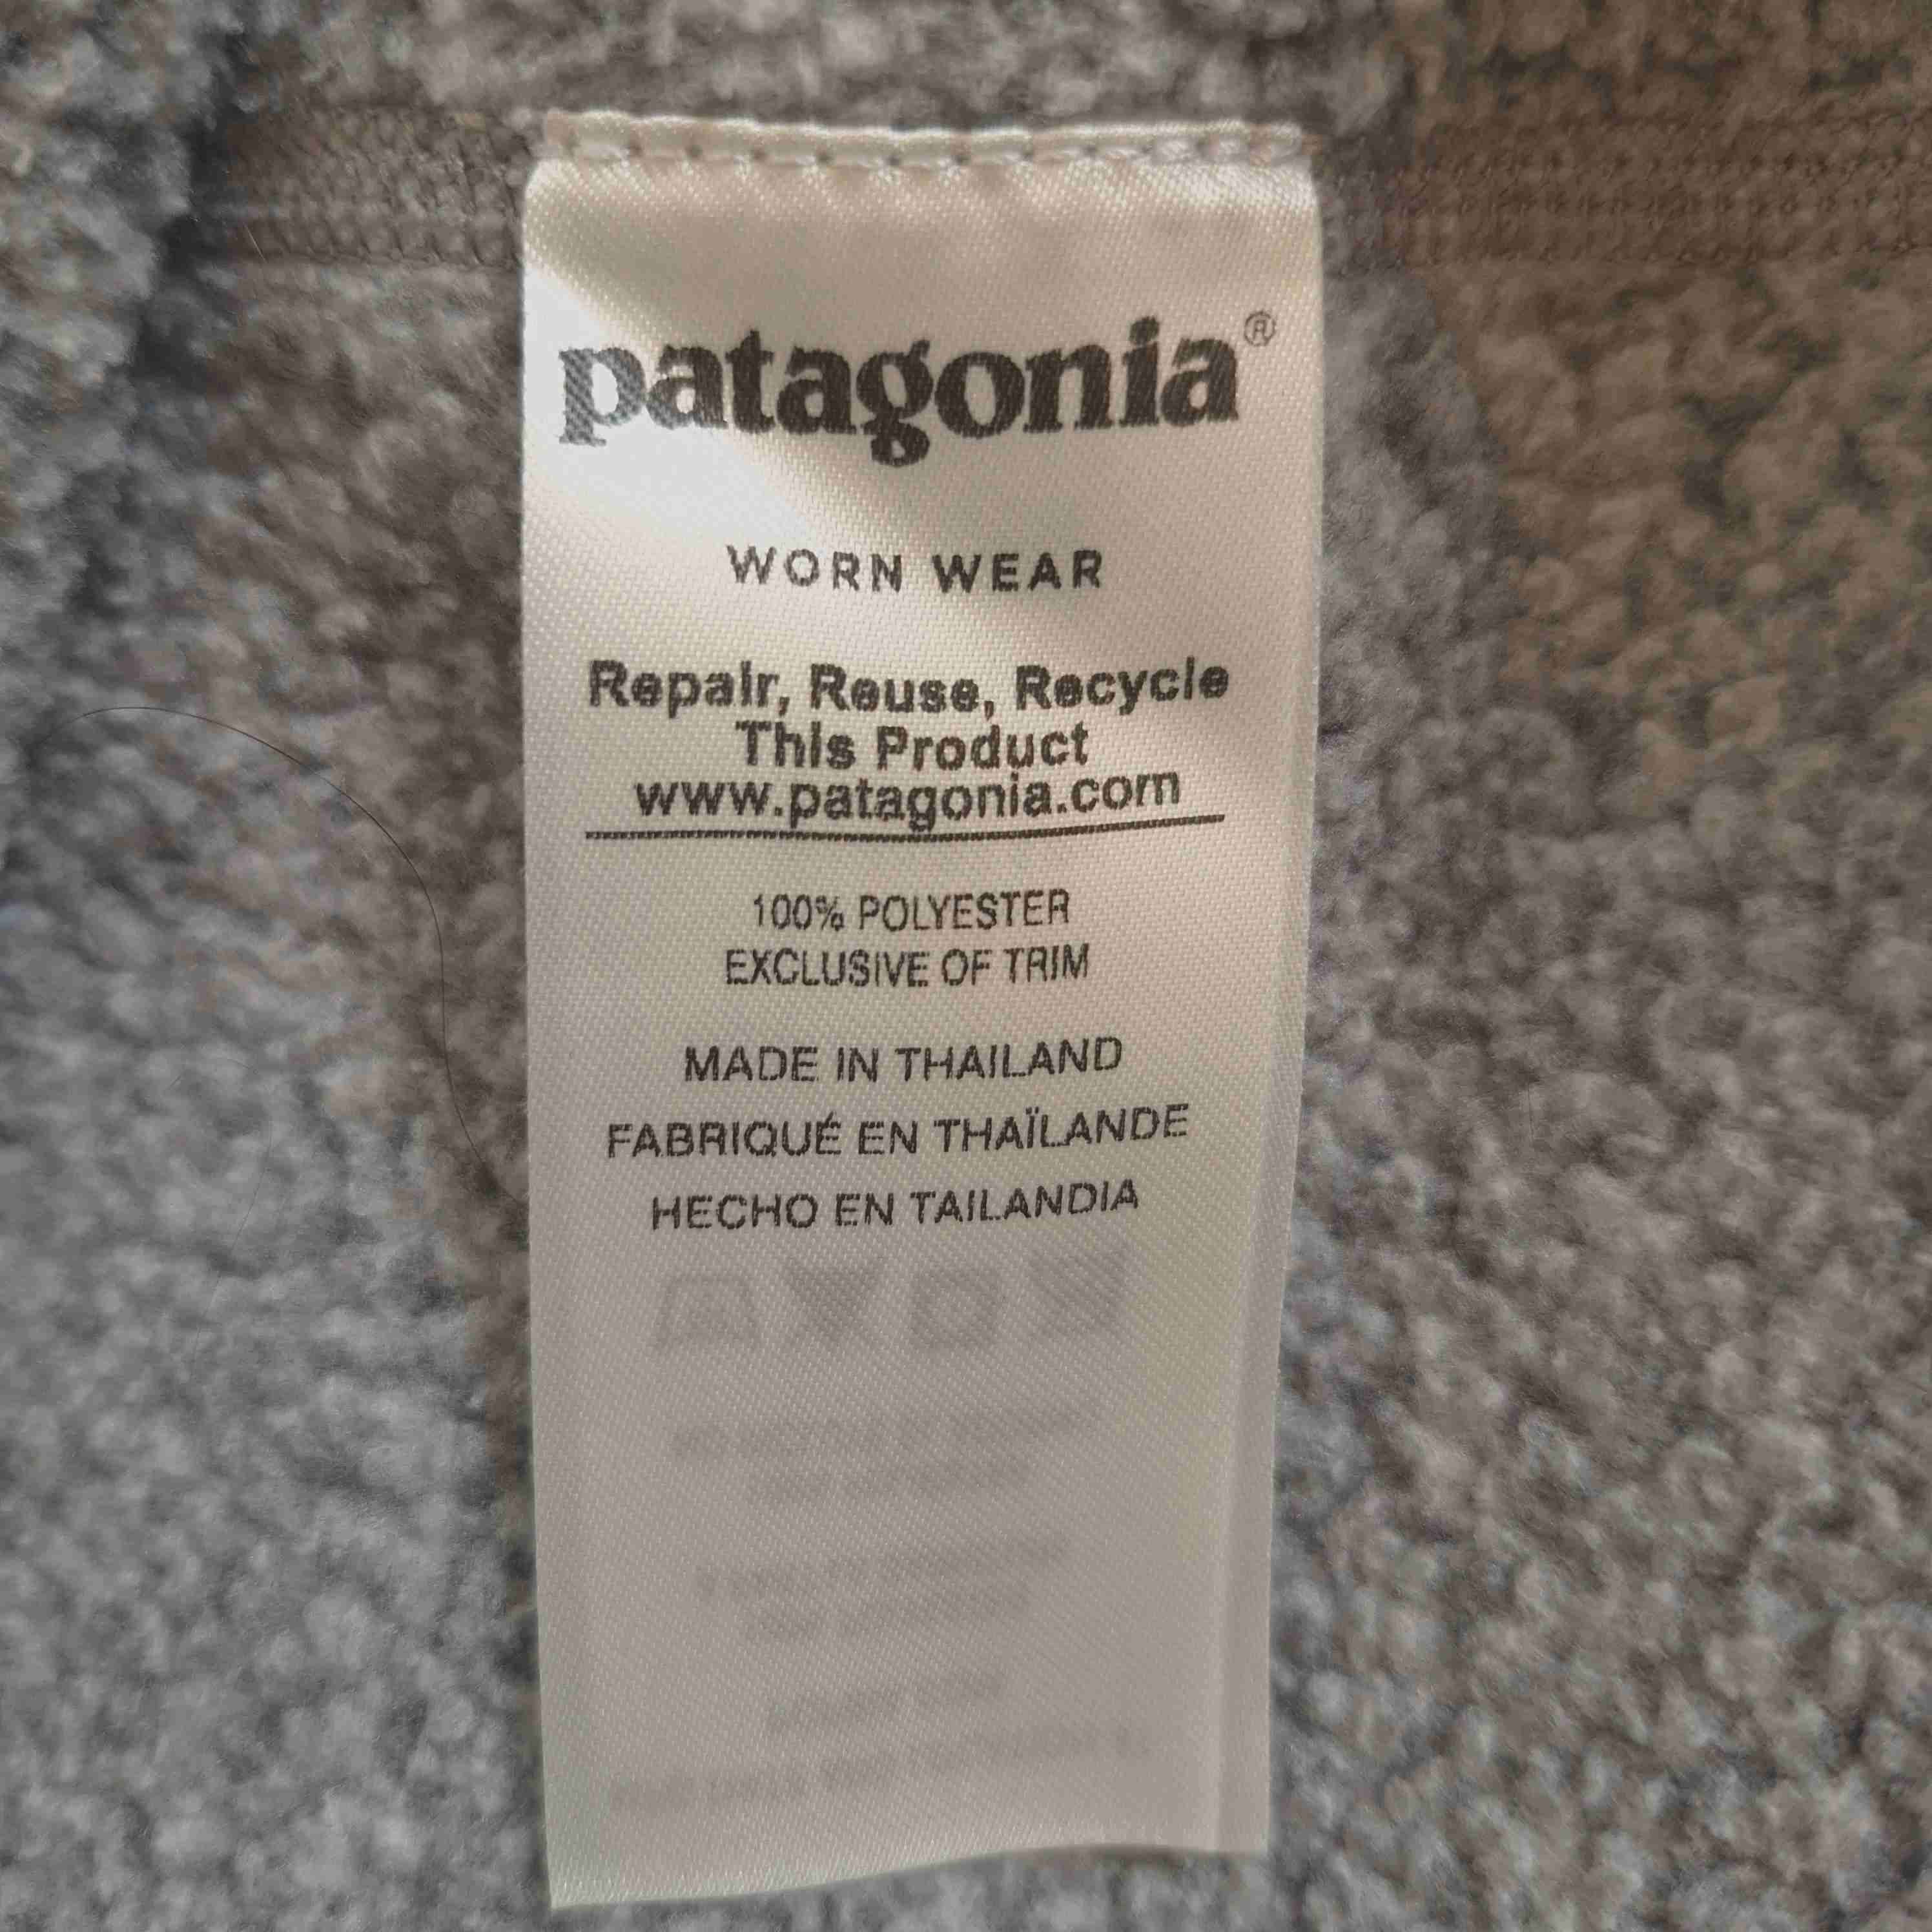 patagonia®
WORN WEAR
Repair, Reuse, Recycle
This Product
www.patagonia.com
100% POLYESTER
EXCLUSIVE OF TRIM
MADE IN THAILAND
FABRIQUÉ EN THAÏLANDE
HECHO EN TAILANDIA